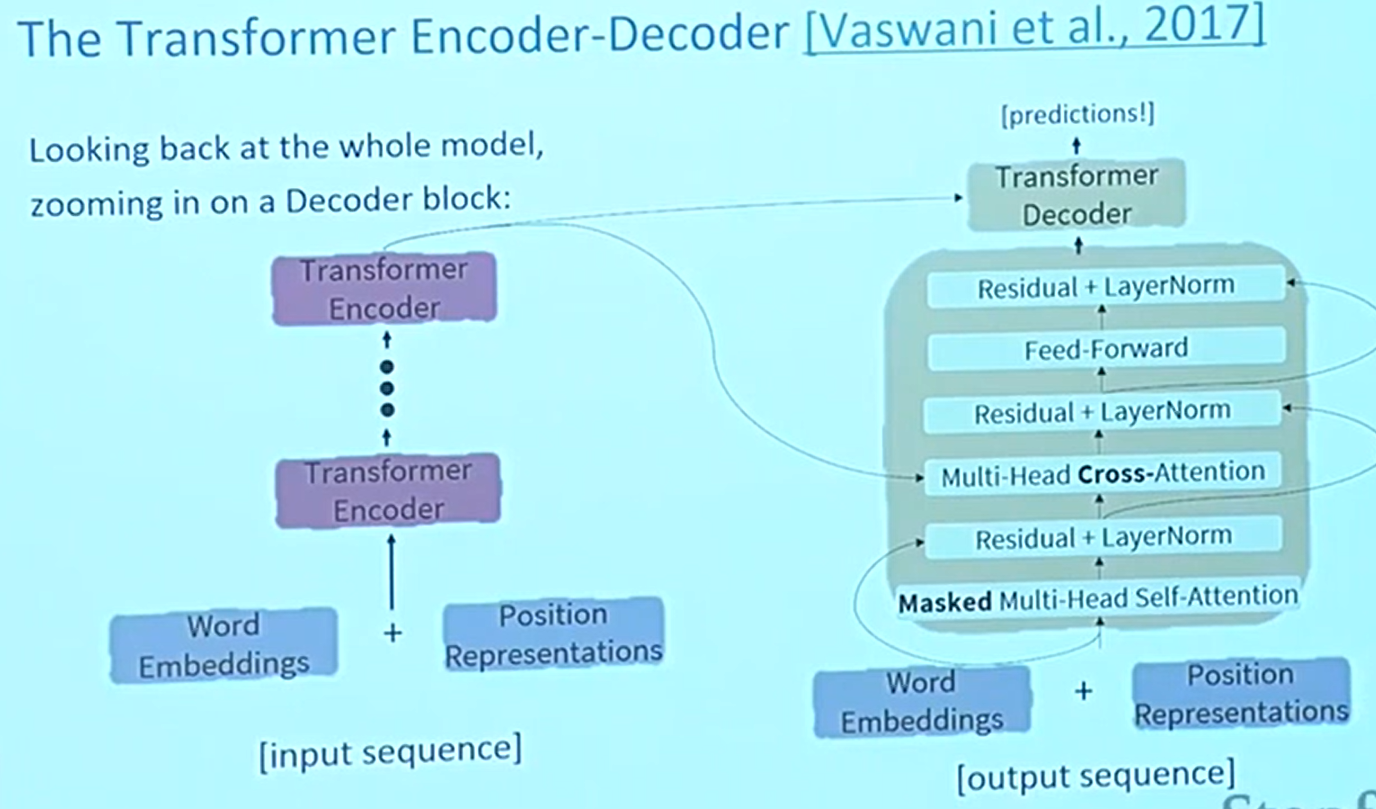 The Transformer Encoder-Decoder [Vaswani et al., 2017]
Looking back at the whole model,
zooming in on a Decoder block:
Transformer
Encoder
Transformer
Encoder
Word
Embeddings
+
Position
Representations
[input sequence]
[predictions!]
Transformer
Decoder
Residual + LayerNorm
Feed-Forward
Residual + LayerNorm
Multi-Head Cross-Attention
Residual + LayerNorm
Masked Multi-Head Self-Attention
Word
Embeddings
+
Position
Representations
[output sequence]